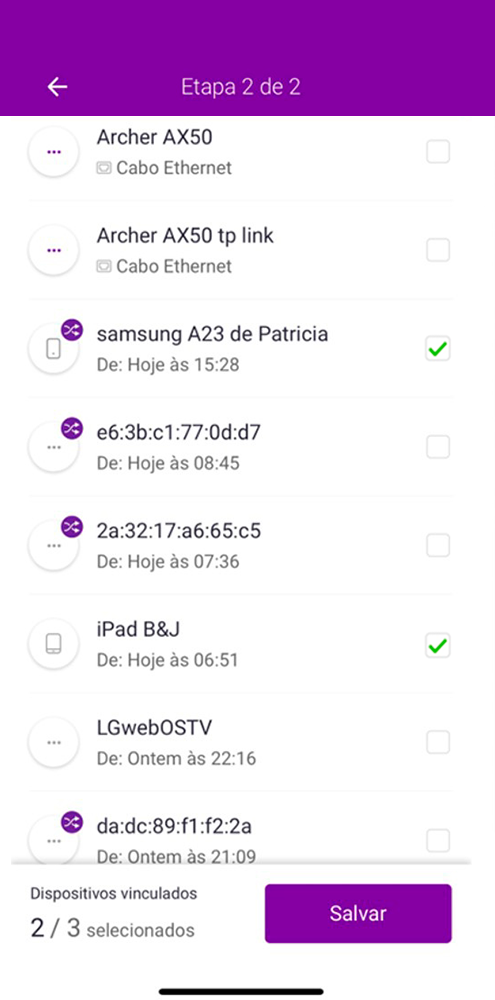 Etapa 2 de 2
Archer AX50
Cabo Ethernet
Archer AX50 tp link
Cabo Ethernet
samsung A23 de Patricia
De: Hoje às 15:28
e6:3b:c1:77:0d:d7
De: Hoje às 08:45
2a:32:17:a6:65:c5
De: Hoje às 07:36
iPad B&J
De: Hoje às 06:51
LGwebOSTV
De: Ontem às 22:16
da:dc:89:f1:f2:2a
De: Ontem às 21:09
Dispositivos vinculados
2 / 3 selecionados
Salvar